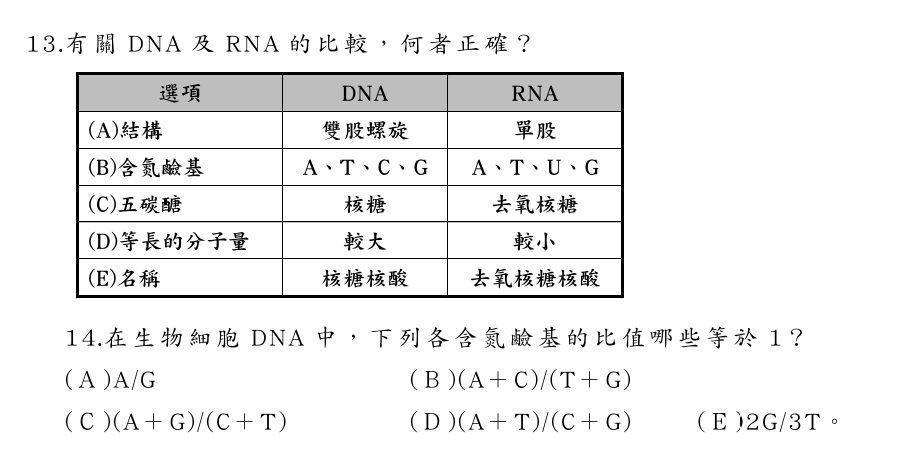 13.有關 DNA 及 RNA 的比較,何者正確?
選項 DNA RNA
(A)結構 雙股螺旋 單股
(B)含氮鹼基 A、T、C、G A、T、U、G
(C)五碳醣 核糖 去氧核糖
(D)等長的分子量 較大 較小
(E)名稱 核糖核酸 去氧核糖核酸
14.在生物細胞 DNA 中,下列各含氮鹼基的比值哪些等於 1?
(A)A/G (B)(A+C)/(T+G)
(C)(A+G)/(C+T) (D)(A+T)/(C+G) (E)2G/3T。